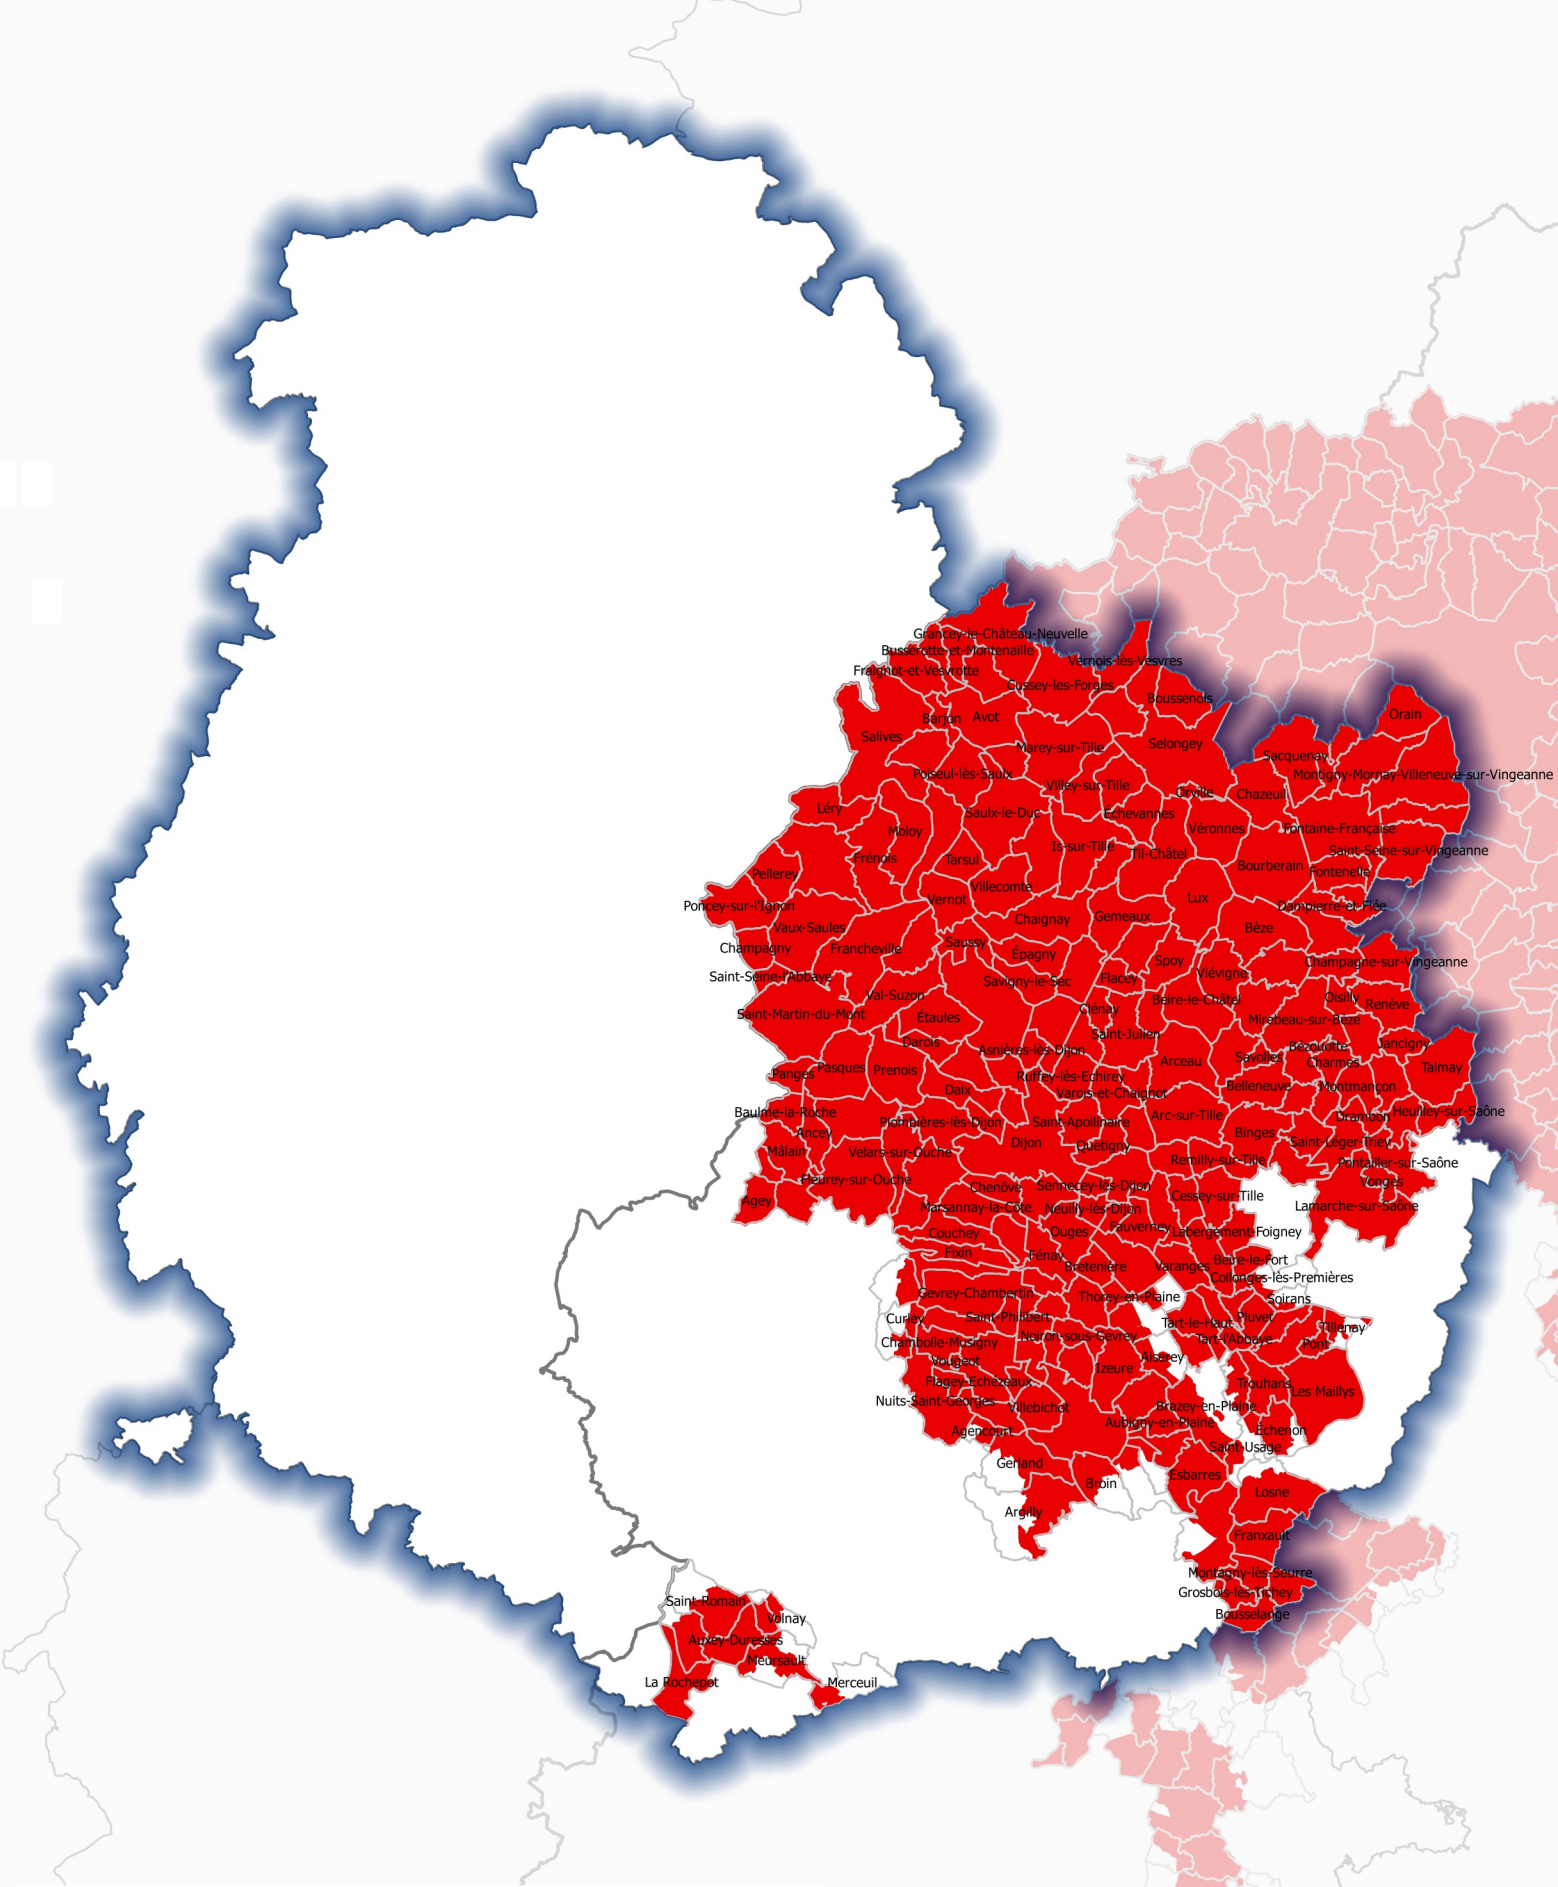 Grancey-le-Château-Neuvelle
Busserotte-et-Montenaille
Vernois-lès-Vesvres
Fraignot-et-Vesvrotte
Cussey-les-Forges
Boussenois
Orain
Barjon
Avot
Salives
Selongey
Marey-sur-Tille
Sacquenay
Poiseul-lès-Saulx
Montigny-Mornay-Villeneuve-sur-Vingeanne
Villey-sur-Tille
Orville
Chazeuil
Léry
Saulx-le-Duc
Échevannes
Moloy
Véronnes
Fontaine-Française
Is-sur-Tille
Saint-Seine-sur-Vingeanne
Frénois
Tarsul
Til-Châtel
Bourberain
Fontenelle
Pellerey
Villecomte
Vernot
Lux
Poncey-sur-l'Ignon
Dampierre-et-Flée
Chaignay
Gemeaux
Vaux-Saules
Bèze
Champagny
Francheville
Saussy
Épagny
Spoy
Champagne-sur-Vingeanne
Saint-Seine-l'Abbaye
Savigny-le-Sec
Flacey
Viévigne
Val-Suzon
Beire-le-Châtel
Oisilly
Renève
Saint-Martin-du-Mont
Étaules
Clénay
Mirebeau-sur-Bèze
Saint-Julien
Darois
Asnières-lès-Dijon
Bézouotte
Jancigny
Savolles
Charmes
Arceau
Panges
Pasques
Prenois
Ruffey-lès-Echirey
Talmay
Daix
Varois-et-Chaignot
Belleneuve
Montmançon
Baulme-la-Roche
Plombières-lès-Dijon
Saint-Apollinaire
Arc-sur-Tille
Drambon
Heuilley-sur-Saône
Ancey
Binges
Mâlain
Velars-sur-Ouche
Dijon
Quetigny
Saint-Léger-Triey
Remilly-sur-Tille
Pontailler-sur-Saône
Fleurey-sur-Ouche
Vonges
Agey
Chenôve
Sennecey-lès-Dijon
Cessey-sur-Tille
Marsannay-la-Côte
Neuilly-lès-Dijon
Lamarche-sur-Saône
Couchey
Ouges
Fauverney
Labergement-Foigney
Fixin
Fénay
Bretenière
Varanges
Beire-le-Fort
Collonges-lès-Premières
Gevrey-Chambertin
Thorey-en-Plaine
Soirans
Curley
Saint-Philibert
Tart-le-Haut
Pluvet
Tillenay
Chambolle-Musigny
Noiron-sous-Gevrey
Tart-l'Abbaye
Pont
Vougeot
Izeure
Aiserey
Flagey-Echézeaux
Trouhans
Les Maillys
Nuits-Saint-Georges
Villebichot
Brazey-en-Plaine
Agencourt
Aubigny-en-Plaine
Échenon
Saint-Usage
Gerland
Esbarres
Broin
Losne
Argilly
Franxault
Montagny-lès-Seurre
Grosbois-lès-Tichey
Bousselange
Saint-Romain
Volnay
Auxey-Duresses
Meursault
La Rochepot
Merceuil